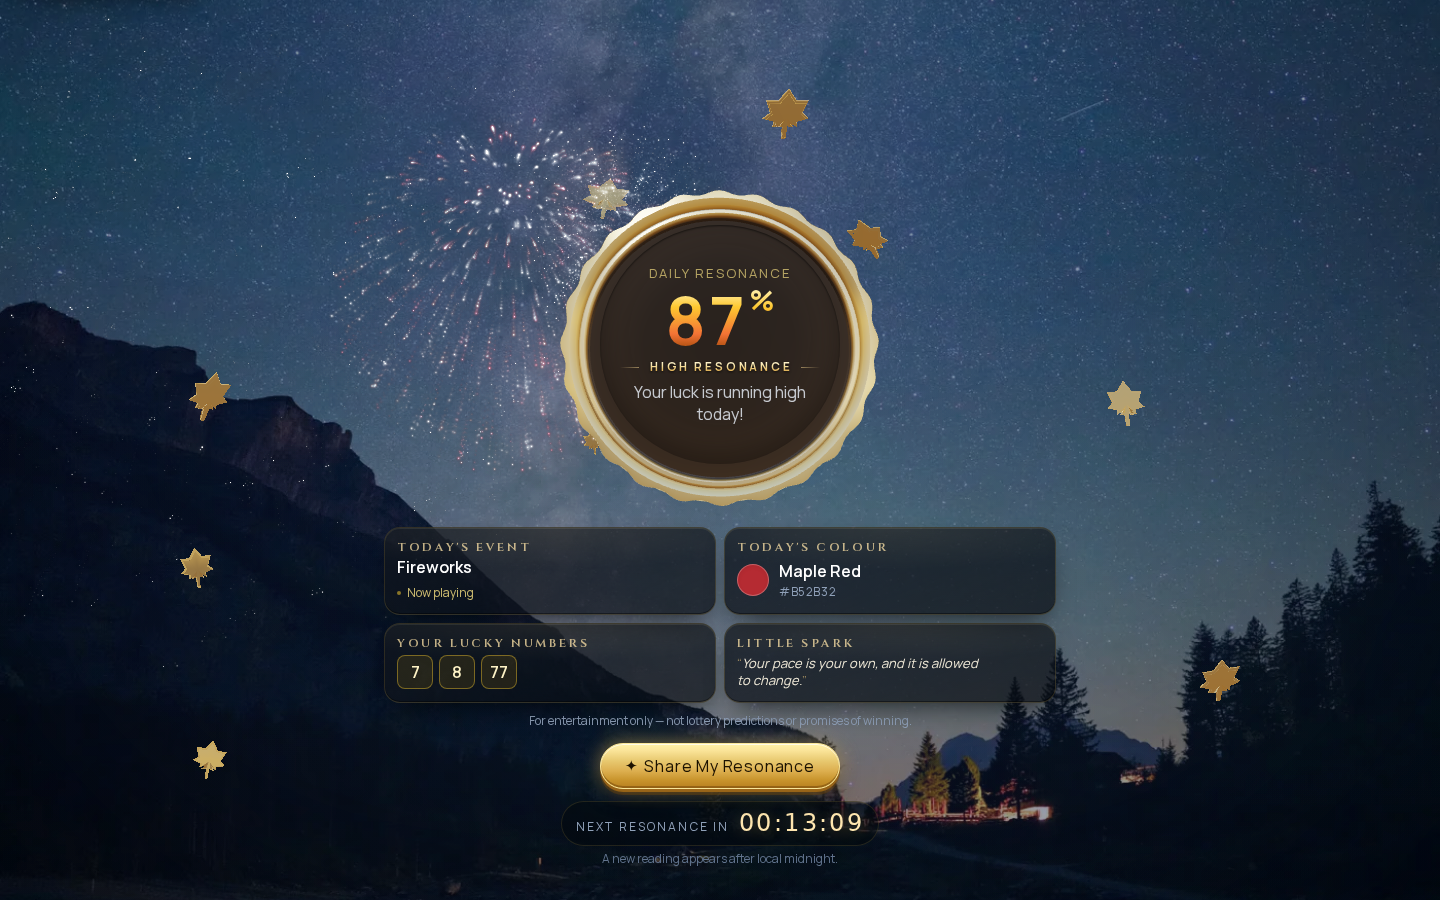 DAILY RESONANCE
87%
HIGH RESONANCE
Your luck is running high
today!
TODAY'S EVENT
Fireworks
Now playing
TODAY'S COLOUR
Maple Red
#B52B32
YOUR LUCKY NUMBERS
7 8 77
LITTLE SPARK
"Your pace is your own, and it is allowed
to change."
For entertainment only — not lottery predictions or promises of winning.
✦ Share My Resonance
NEXT RESONANCE IN 00:13:09
A new reading appears after local midnight.